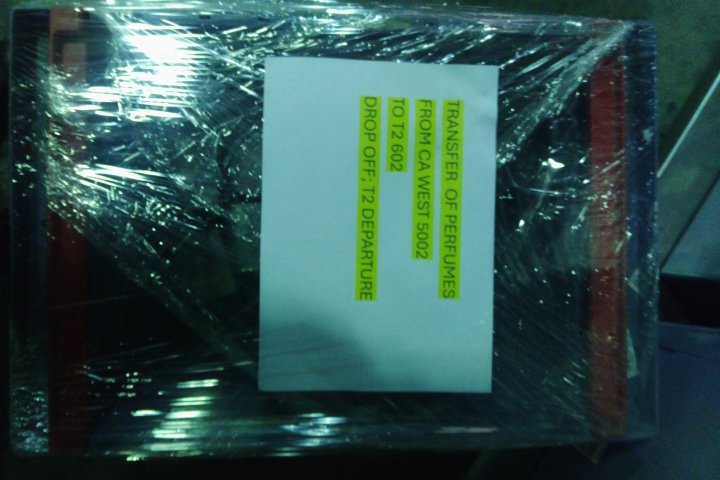 TRANSFER OF PERFUMES
FROM CA WEST 5002
TO T2 602
DROP OFF; T2 DEPARTURE